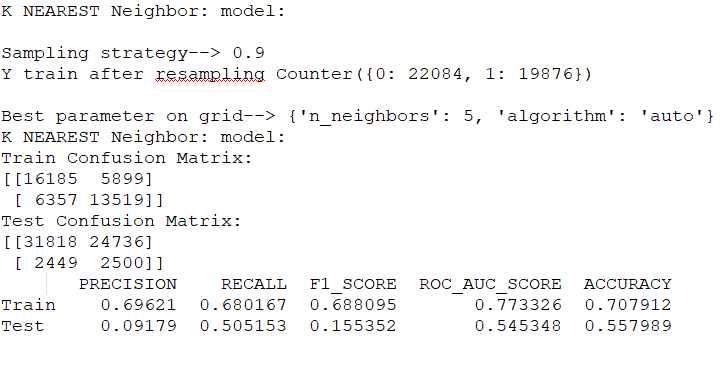 K NEAREST Neighbor: model:
Sampling strategy--> 0.9
Y train after resampling Counter({0: 22084, 1: 19876})
Best parameter on grid--> {'n_neighbors': 5, 'algorithm': 'auto'}
K NEAREST Neighbor: model:
Train Confusion Matrix:
[[16185  5899]
 [ 6357 13519]]
Test Confusion Matrix:
[[31818 24736]
 [ 2449  2500]]
PRECISION RECALL F1_SCORE ROC_AUC_SCORE ACCURACY
Train 0.69621 0.680167 0.688095 0.773326 0.707912
Test 0.09179 0.505153 0.155352 0.545348 0.557989